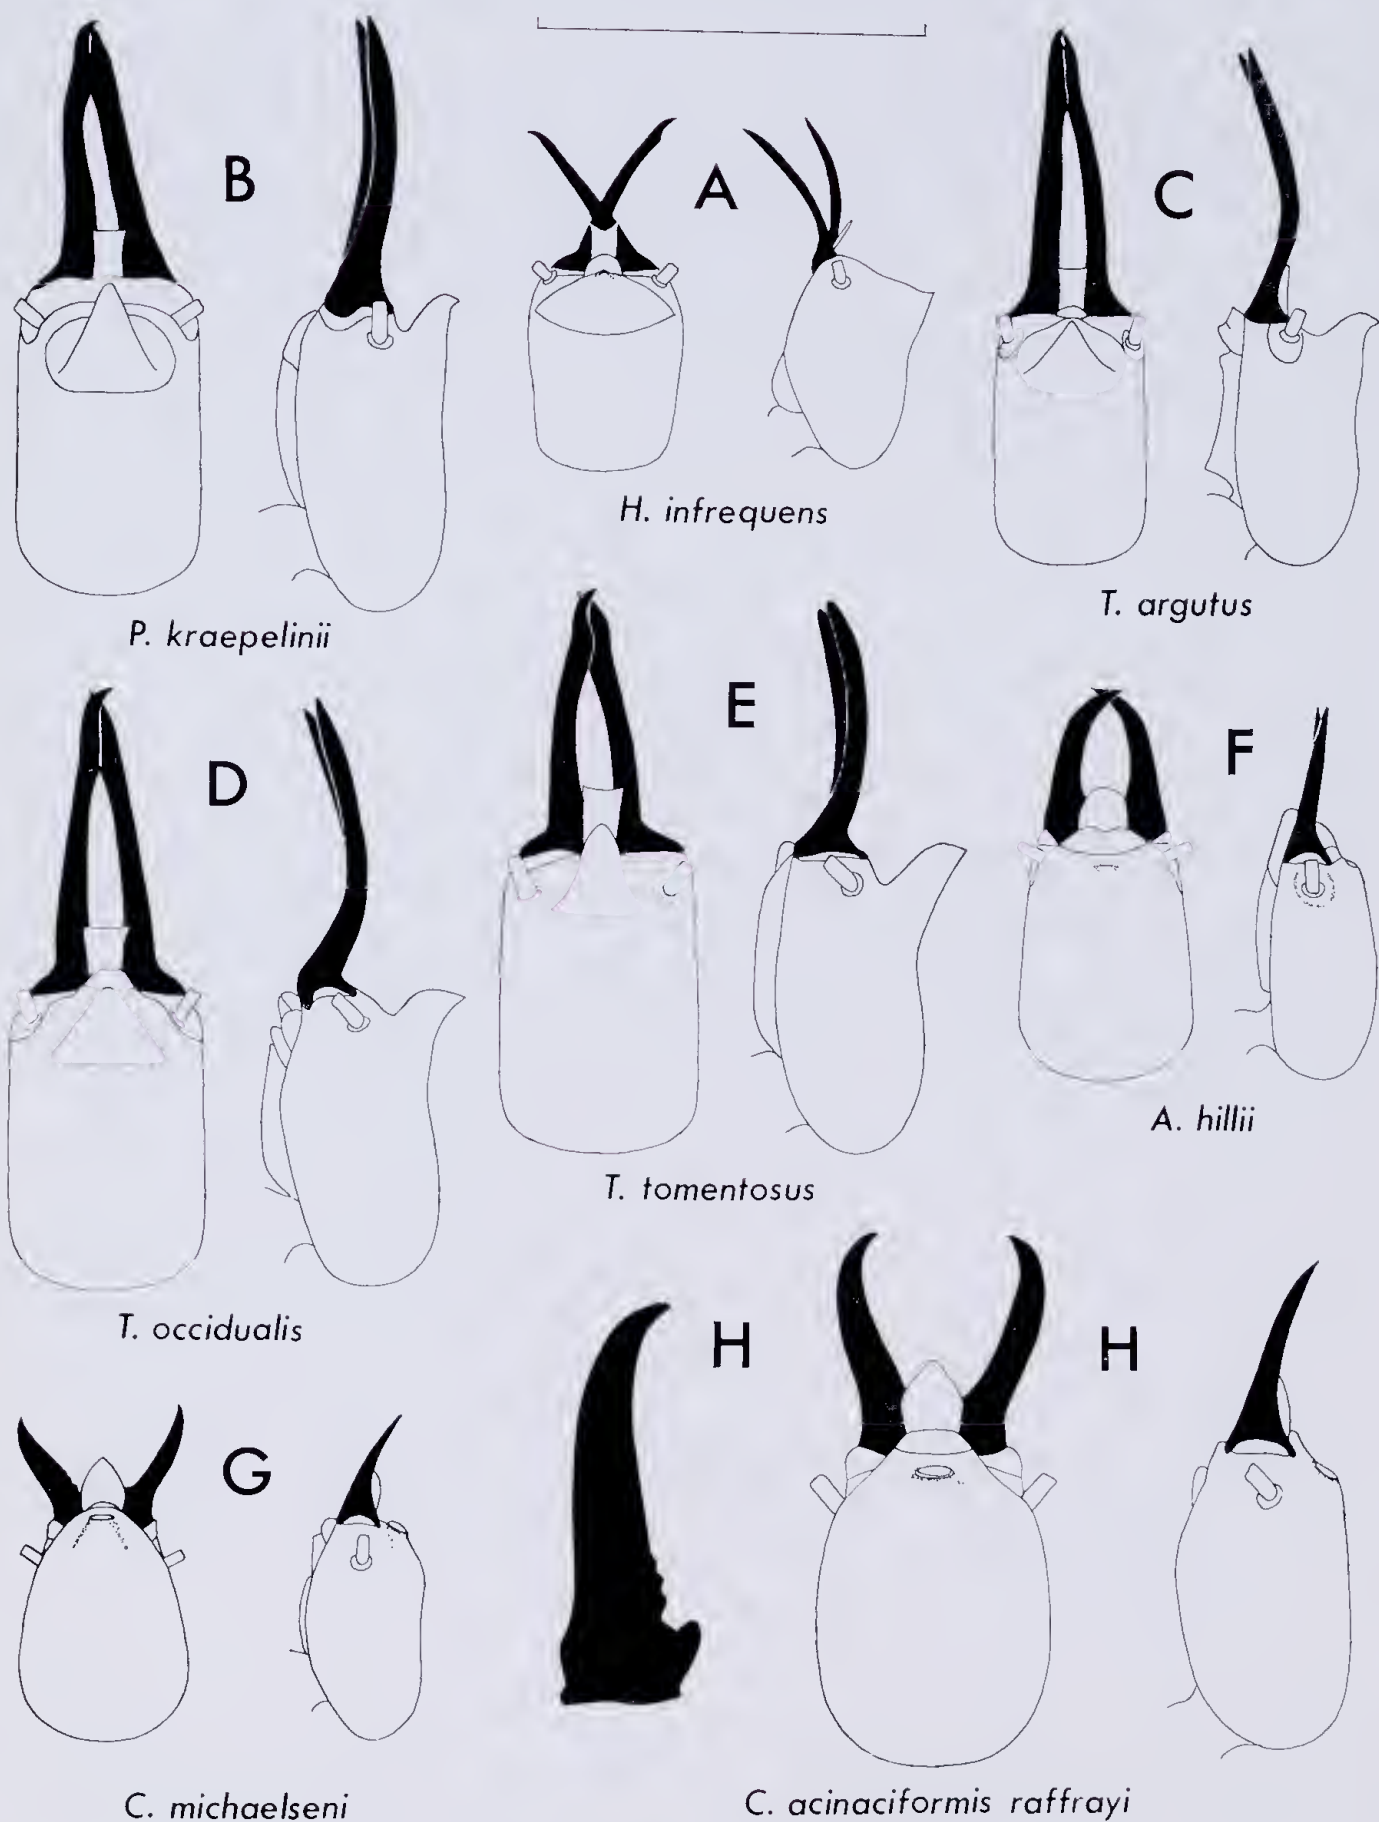 B
A
C
H. infrequens
T. argutus
P. kraepelinii
E
D
F
A. hillii
T. tomentosus
T. occidualis
H
H
G
C. michaelseni
C. acinaciformis raffrayi